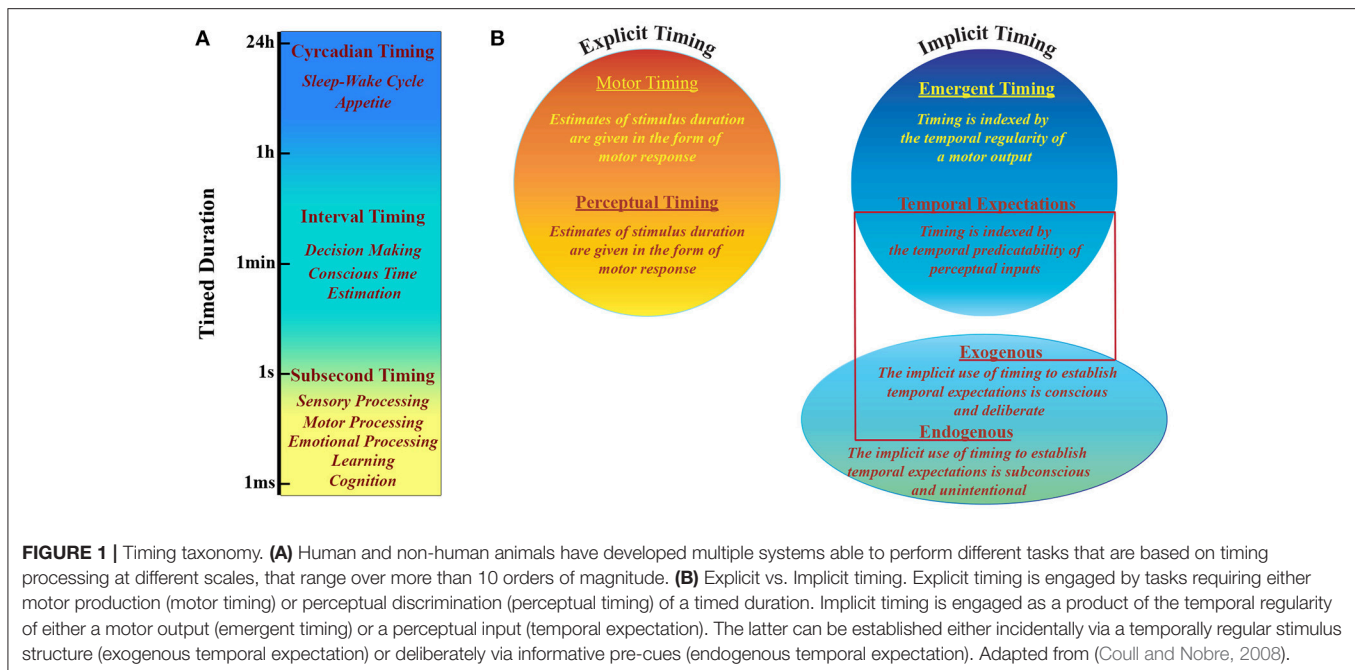 A
24h
Cyrcadian Timing
Sleep-Wake Cycle
Appetite
1h
Interval Timing
Decision Making
1min
Conscious Time
Estimation
Timed Duration
1s
Subsecond Timing
Sensory Processing
Motor Processing
Emotional Processing
Learning
Cognition
1ms
B
Explicit Timing
Motor Timing
Estimates of stimulus duration
are given in the form of
motor response
Perceptual Timing
Estimates of stimulus duration
are given in the form of
motor response
Implicit Timing
Emergent Timing
Timing is indexed by
the temporal regularity of
a motor output
Temporal Expectations
Timing is indexed by
the temporal predicatability of
perceptual inputs
Exogenous
The implicit use of timing to establish
temporal expectations is conscious
and deliberate
Endogenous
The implicit use of timing to establish
temporal expectations is subconscious
and unintentional
FIGURE 1 | Timing taxonomy. (A) Human and non-human animals have developed multiple systems able to perform different tasks that are based on timing
processing at different scales, that range over more than 10 orders of magnitude. (B) Explicit vs. Implicit timing. Explicit timing is engaged by tasks requiring either
motor production (motor timing) or perceptual discrimination (perceptual timing) of a timed duration. Implicit timing is engaged as a product of the temporal regularity
of either a motor output (emergent timing) or a perceptual input (temporal expectation). The latter can be established either incidentally via a temporally regular stimulus
structure (exogenous temporal expectation) or deliberately via informative pre-cues (endogenous temporal expectation). Adapted from (Coull and Nobre, 2008).